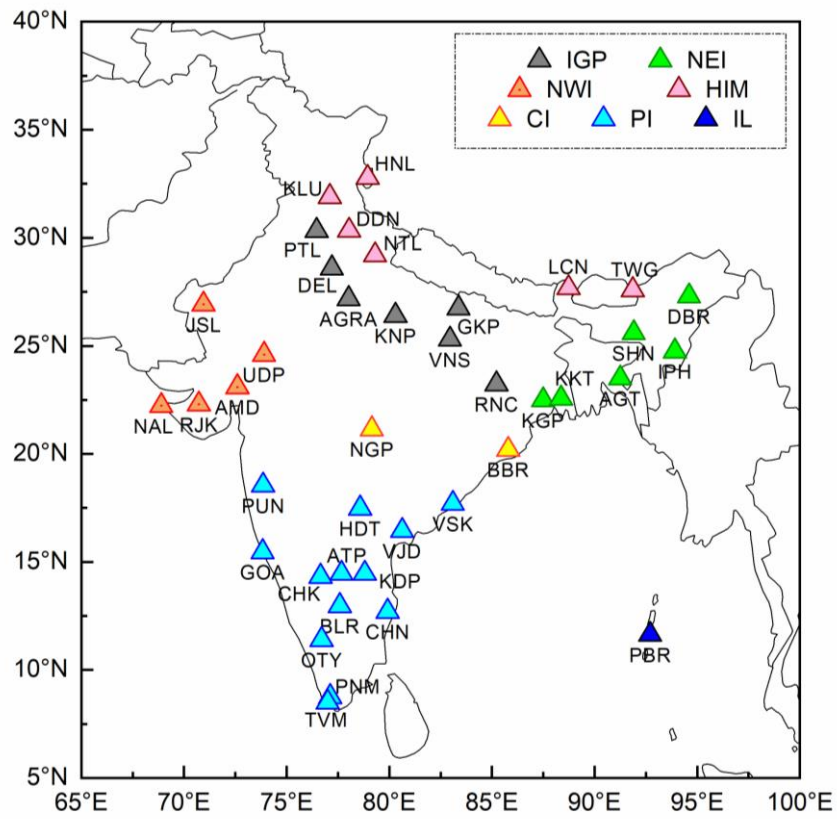 40°N
IGP NEI
NWI HIM
CI PI IL
35°N
HNL
KLU
DDN
30°N
PTL NTL
LCN TWG
DEL
AGRA
KNP GKP
DBR
JSL
VNS
SHN
25°N
IPH
UDP
KKT
AMD RNC AGT
NAL RJK KGP
20°N
NGP
BBR
PUN
HDT VSK
VJD
15°N
ATP
GOA
KDP
CHK
BLR CHN
OTY
PBR
10°N
PNM
TVM
5°N
65°E 70°E 75°E 80°E 85°E 90°E 95°E 100°E